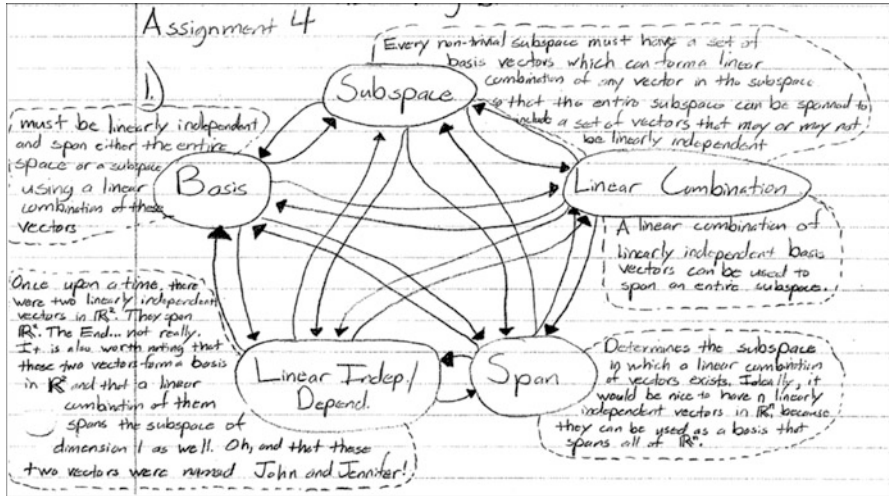 Assignment 4
1.)
Every non-trivial subspace must have a set of
basis vectors which can form a linear
combination of any vector in the subspace
so that the entire subspace can be spanned to
include a set of vectors that may or may not
be linearly independent
Subspace
must be linearly independent
and span either the entire
space or a subspace
using a linear
combination of these
vectors
Basis
Linear Combination
A linear combination of
linearly independent basis
vectors can be used to
span an entire subspace.
Once upon a time, there
were two linearly independent
vectors in ℝ². They span
ℝ². The End... not really.
It is also worth noting that
these two vectors form a basis
in ℝ² and that a linear
combination of them
spans the subspace of
dimension 1 as well. Oh, and that these
two vectors were named John and Jennifer!
Linear Indep./
Depend.
Span
Determines the subspace
in which a linear combination
of vectors exists. Ideally, it
would be nice to have n linearly
independent vectors in ℝⁿ, because
they can be used as a basis that
spans all of ℝⁿ.